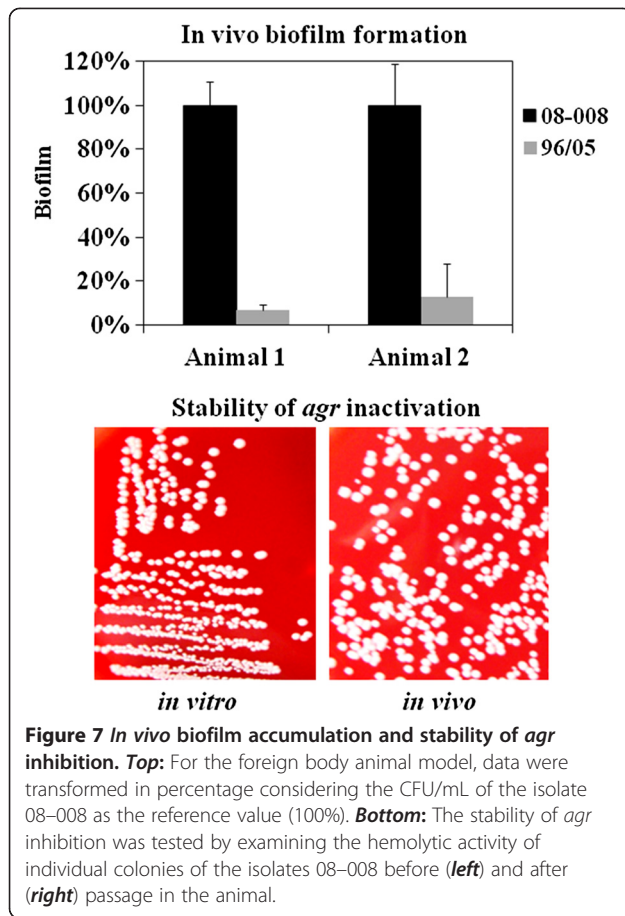 In vivo biofilm formation
120%
100%
80%
60%
40%
20%
0%
Biofilm
08-008
96/05
Animal 1 Animal 2
Stability of agr inactivation
in vitro in vivo
Figure 7 In vivo biofilm accumulation and stability of agr
inhibition. Top: For the foreign body animal model, data were
transformed in percentage considering the CFU/mL of the isolate
08–008 as the reference value (100%). Bottom: The stability of agr
inhibition was tested by examining the hemolytic activity of
individual colonies of the isolates 08–008 before (left) and after
(right) passage in the animal.